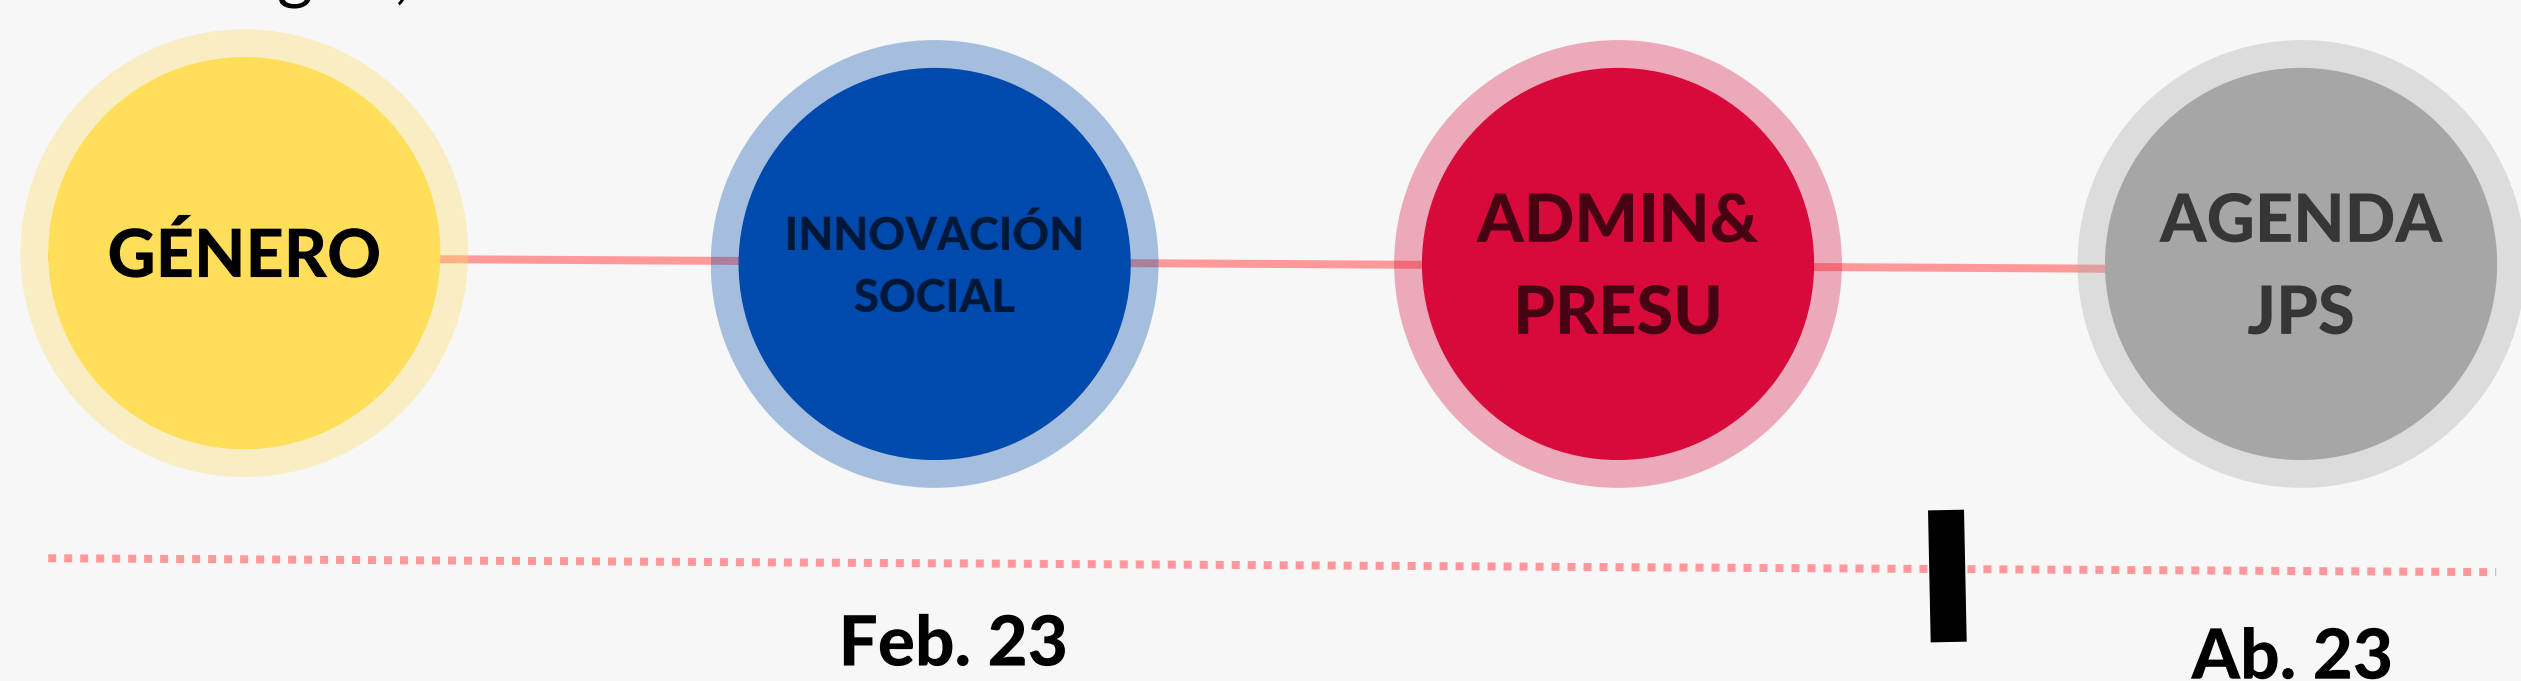 GÉNERO
INNOVACIÓN
SOCIAL
ADMIN&
PRESU
AGENDA
JPS
Feb. 23
Ab. 23